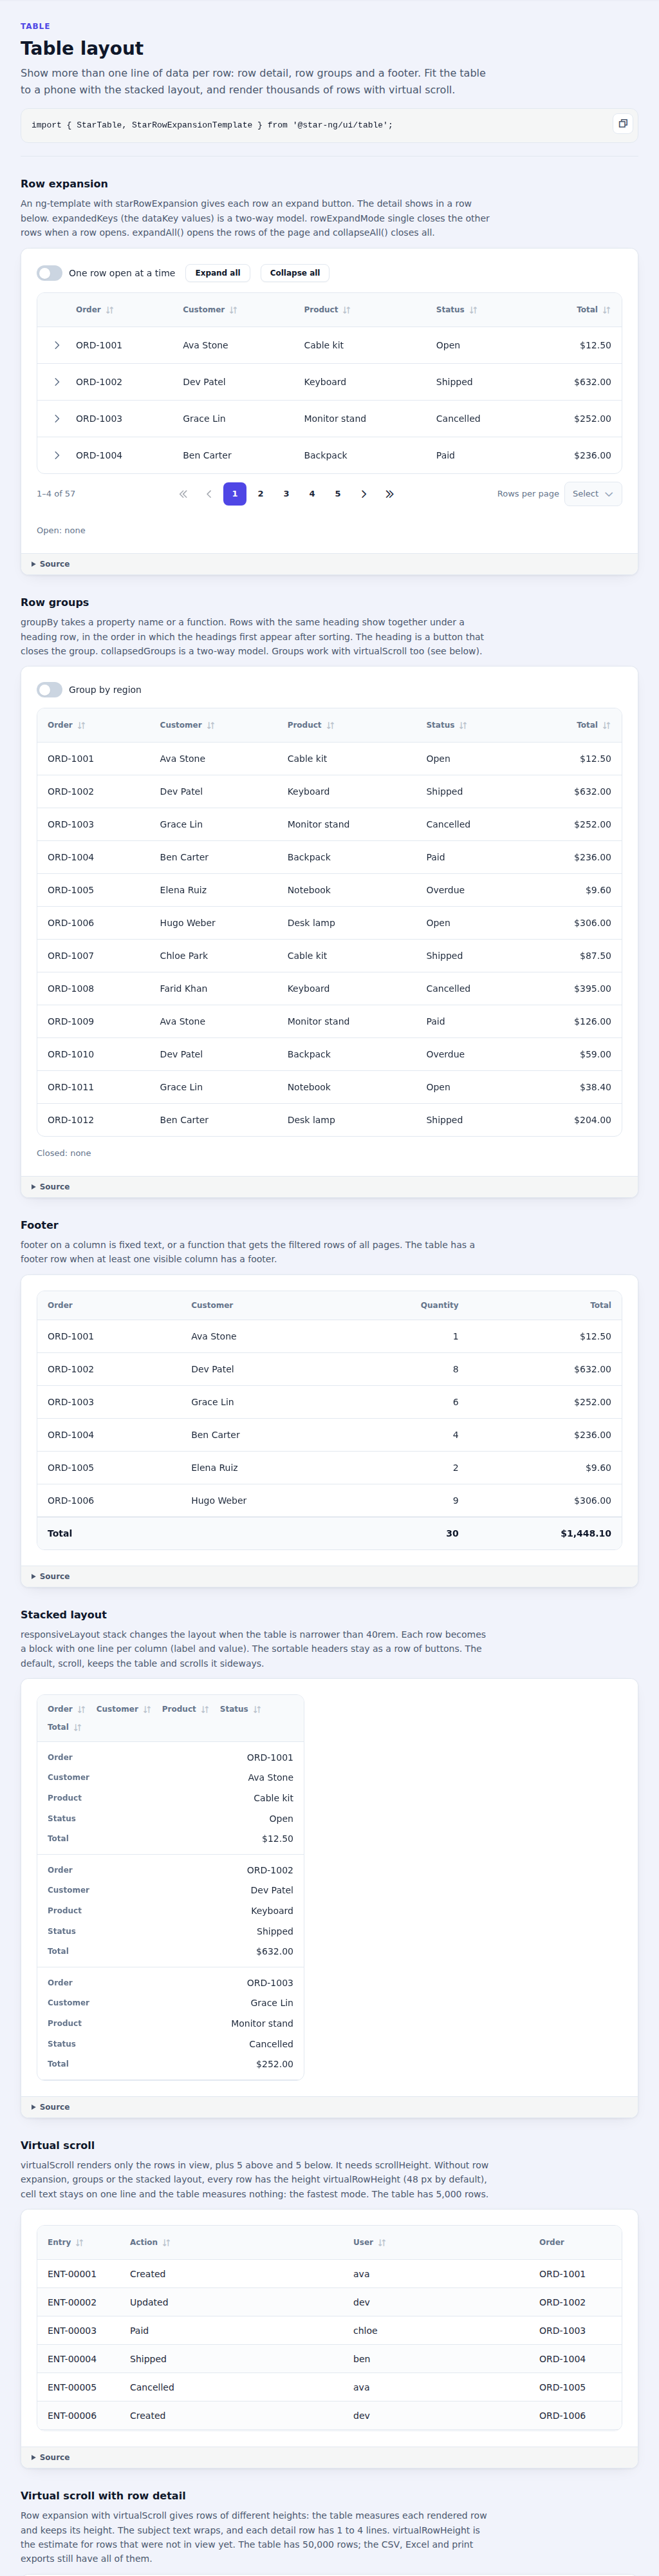 TABLE
Table layout
Show more than one line of data per row: row detail, row groups and a footer. Fit the table
to a phone with the stacked layout, and render thousands of rows with virtual scroll.
import { StarTable, StarRowExpansionTemplate } from '@star-ng/ui/table';
Row expansion
An ng-template with starRowExpansion gives each row an expand button. The detail shows in a row
below. expandedKeys (the dataKey values) is a two-way model. rowExpandMode single closes the other
rows when a row opens. expandAll() opens the rows of the page and collapseAll() closes all.
One row open at a time Expand all Collapse all
Order Customer Product Status Total
ORD-1001 Ava Stone Cable kit Open $12.50
ORD-1002 Dev Patel Keyboard Shipped $632.00
ORD-1003 Grace Lin Monitor stand Cancelled $252.00
ORD-1004 Ben Carter Backpack Paid $236.00
1–4 of 57 1 2 3 4 5 Rows per page Select
Open: none
Source
Row groups
groupBy takes a property name or a function. Rows with the same heading show together under a
heading row, in the order in which the headings first appear after sorting. The heading is a button that
closes the group. collapsedGroups is a two-way model. Groups work with virtualScroll too (see below).
Group by region
Order Customer Product Status Total
ORD-1001 Ava Stone Cable kit Open $12.50
ORD-1002 Dev Patel Keyboard Shipped $632.00
ORD-1003 Grace Lin Monitor stand Cancelled $252.00
ORD-1004 Ben Carter Backpack Paid $236.00
ORD-1005 Elena Ruiz Notebook Overdue $9.60
ORD-1006 Hugo Weber Desk lamp Open $306.00
ORD-1007 Chloe Park Cable kit Shipped $87.50
ORD-1008 Farid Khan Keyboard Cancelled $395.00
ORD-1009 Ava Stone Monitor stand Paid $126.00
ORD-1010 Dev Patel Backpack Overdue $59.00
ORD-1011 Grace Lin Notebook Open $38.40
ORD-1012 Ben Carter Desk lamp Shipped $204.00
Closed: none
Source
Footer
footer on a column is fixed text, or a function that gets the filtered rows of all pages. The table has a
footer row when at least one visible column has a footer.
Order Customer Quantity Total
ORD-1001 Ava Stone 1 $12.50
ORD-1002 Dev Patel 8 $632.00
ORD-1003 Grace Lin 6 $252.00
ORD-1004 Ben Carter 4 $236.00
ORD-1005 Elena Ruiz 2 $9.60
ORD-1006 Hugo Weber 9 $306.00
Total 30 $1,448.10
Source
Stacked layout
responsiveLayout stack changes the layout when the table is narrower than 40rem. Each row becomes
a block with one line per column (label and value). The sortable headers stay as a row of buttons. The
default, scroll, keeps the table and scrolls it sideways.
Order Customer Product Status
Total
Order ORD-1001
Customer Ava Stone
Product Cable kit
Status Open
Total $12.50
Order ORD-1002
Customer Dev Patel
Product Keyboard
Status Shipped
Total $632.00
Order ORD-1003
Customer Grace Lin
Product Monitor stand
Status Cancelled
Total $252.00
Source
Virtual scroll
virtualScroll renders only the rows in view, plus 5 above and 5 below. It needs scrollHeight. Without row
expansion, groups or the stacked layout, every row has the height virtualRowHeight (48 px by default),
cell text stays on one line and the table measures nothing: the fastest mode. The table has 5,000 rows.
Entry Action User Order
ENT-00001 Created ava ORD-1001
ENT-00002 Updated dev ORD-1002
ENT-00003 Paid chloe ORD-1003
ENT-00004 Shipped ben ORD-1004
ENT-00005 Cancelled ava ORD-1005
ENT-00006 Created dev ORD-1006
Source
Virtual scroll with row detail
Row expansion with virtualScroll gives rows of different heights: the table measures each rendered row
and keeps its height. The subject text wraps, and each detail row has 1 to 4 lines. virtualRowHeight is
the estimate for rows that were not in view yet. The table has 50,000 rows; the CSV, Excel and print
exports still have all of them.